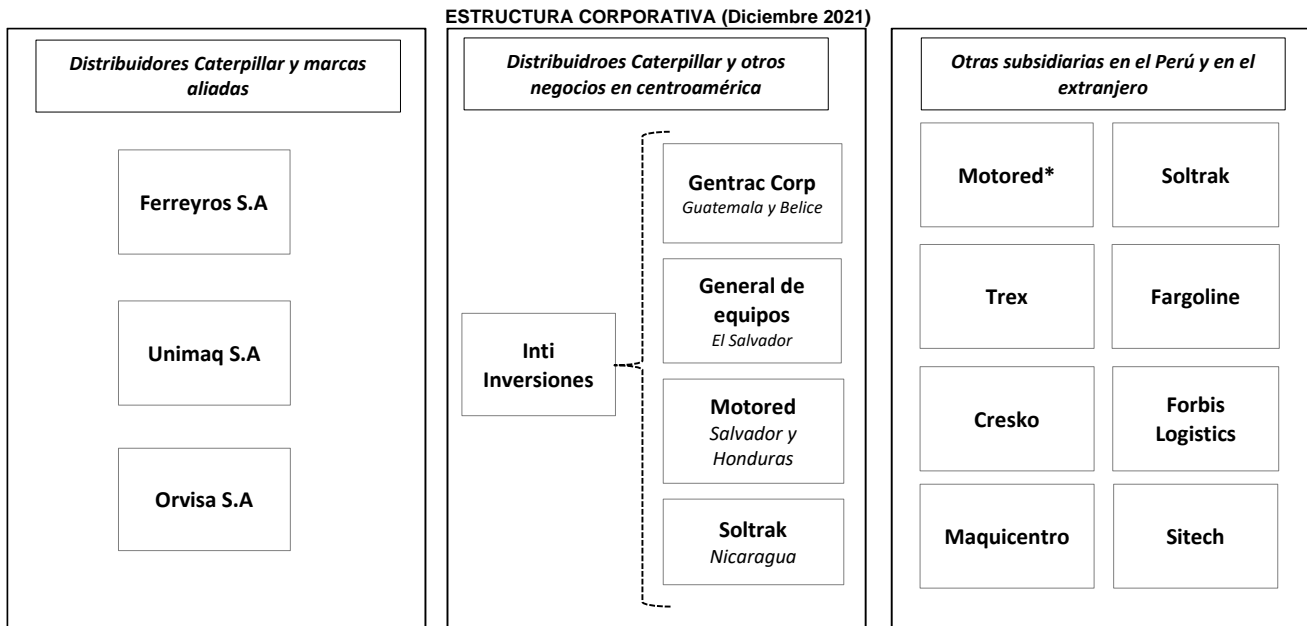 ESTRUCTURA CORPORATIVA (Diciembre 2021)
Distribuidores Caterpillar y marcas
aliadas
Ferreyros S.A
Unimaq S.A
Orvisa S.A
Distribuidroes Caterpillar y otros
negocios en centroamérica
Inti
Inversiones
Gentrac Corp
Guatemala y Belice
General de
equipos
El Salvador
Motored
Salvador y
Honduras
Soltrak
Nicaragua
Otras subsidiarias en el Perú y en el
extranjero
Motored*
Soltrak
Trex
Fargoline
Cresko
Forbis
Logistics
Maquicentro
Sitech